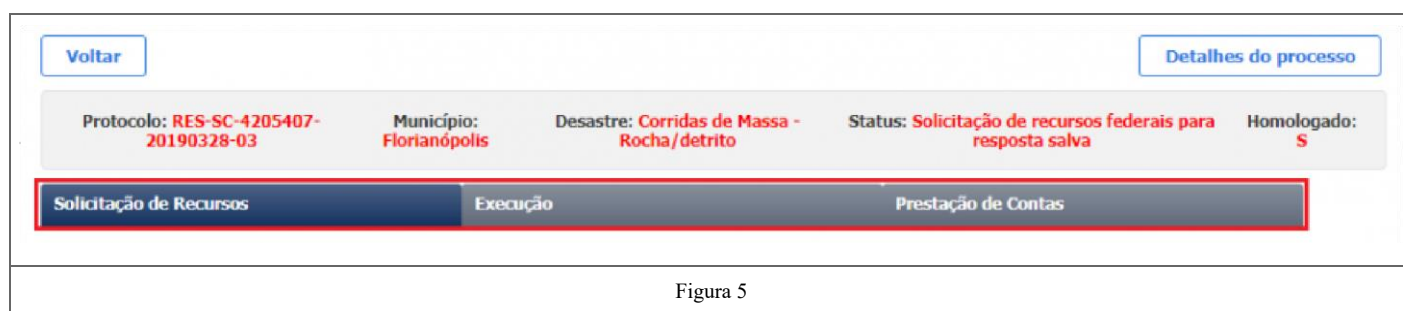 Voltar
Detalhes do processo
Protocolo: RES-SC-4205407-
20190328-03
Município:
Florianópolis
Desastre: Corridas de Massa -
Rocha/detrito
Status: Solicitação de recursos federais para
resposta salva
Homologado:
S
Solicitação de Recursos
Execução
Prestação de Contas
Figura 5